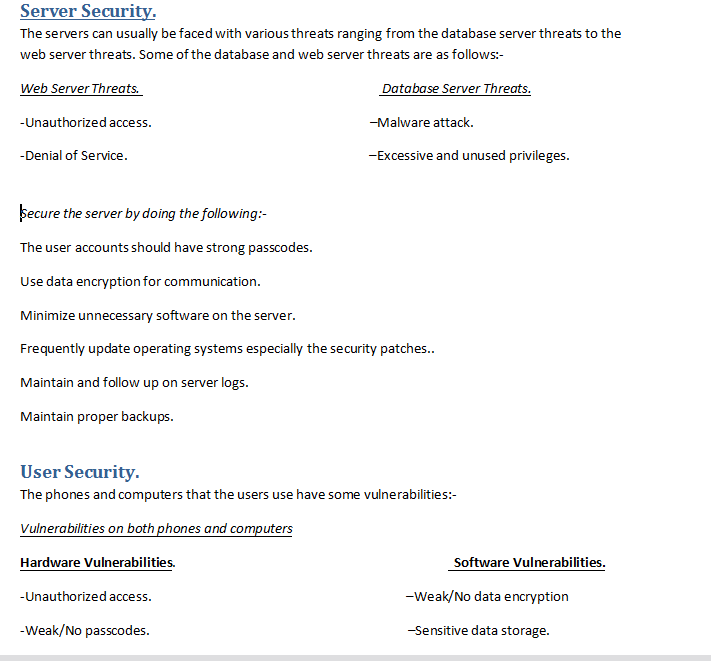 Server Security.
The servers can usually be faced with various threats ranging from the database server threats to the
web server threats. Some of the database and web server threats are as follows:-
Web Server Threats. Database Server Threats.
-Unauthorized access. –Malware attack.
-Denial of Service. –Excessive and unused privileges.
Secure the server by doing the following:-
The user accounts should have strong passcodes.
Use data encryption for communication.
Minimize unnecessary software on the server.
Frequently update operating systems especially the security patches..
Maintain and follow up on server logs.
Maintain proper backups.
User Security.
The phones and computers that the users use have some vulnerabilities:-
Vulnerabilities on both phones and computers
Hardware Vulnerabilities. Software Vulnerabilities.
-Unauthorized access. –Weak/No data encryption
-Weak/No passcodes. –Sensitive data storage.